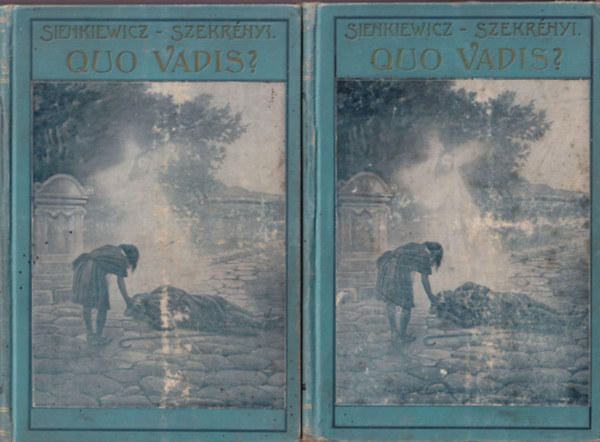 SIENKIEWICZ - SZEKRÉNYI.
QUO VADIS?
SIENKIEWICZ - SZEKRÉNYI.
QUO VADIS?